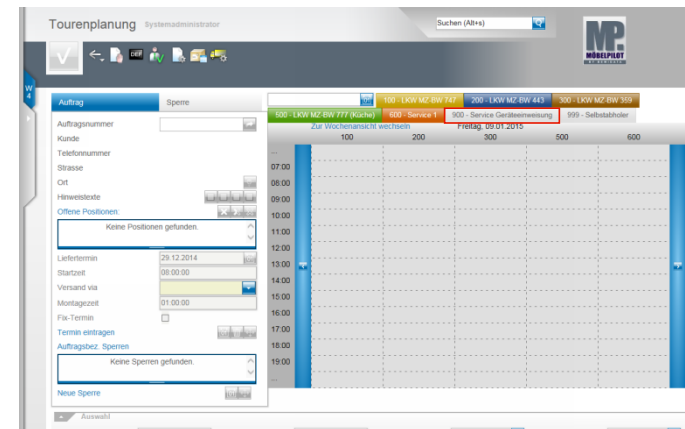 Tourenplanung Systemadministrator
Suchen (Alt+s)
MP
MÖBELPILOT
W
4
Auftrag Sperre
Auftragsnummer
Kunde
Telefonnummer
Strasse
Ort
Hinweistexte
Offene Positionen:
Keine Positionen gefunden.
Liefertermin 29.12.2014
Startzeit 08:00:00
Versand via
Montagezeit 01:00:00
Fix-Termin
Termin eintragen
Auftragsbez. Sperren
Keine Sperren gefunden.
Neue Sperre
Auswahl
100 - LKW MZ-BW 747 200 - LKW MZ-BW 443 300 - LKW MZ-BW 359
500 - LKW MZ-BW 777 (Küche) 600 - Service 1 900 - Service Geräteeinweisung 999 - Selbstabholer
Zur Wochenansicht wechseln Freitag, 09.01.2015
100 200 300 500 600
...
07:00
08:00
09:00
10:00
11:00
12:00
13:00
14:00
15:00
16:00
17:00
18:00
19:00
...